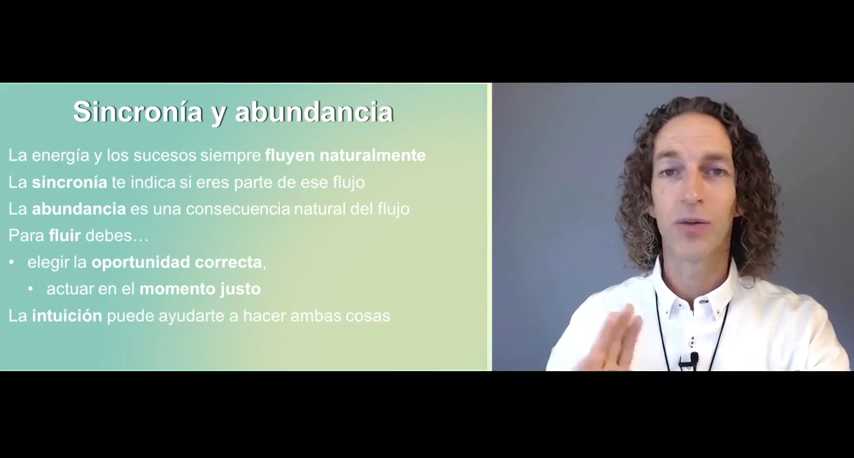 Sincronía y abundancia
La energía y los sucesos siempre fluyen naturalmente
La sincronía te indica si eres parte de ese flujo
La abundancia es una consecuencia natural del flujo
Para fluir debes…
• elegir la oportunidad correcta,
• actuar en el momento justo
La intuición puede ayudarte a hacer ambas cosas